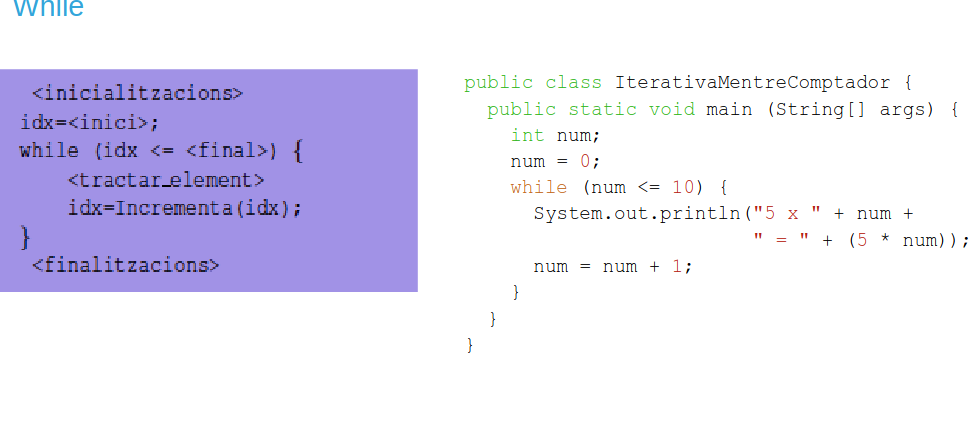 While
<inicialitzacions>
idx=<inici>;
while (idx <= <final>) {
<tractar_element>
idx=Incrementa(idx);
}
<finalitzacions>
public class IterativaMentreComptador {
public static void main (String[] args) {
int num;
num = 0;
while (num <= 10) {
System.out.println("5 x " + num +
" = " + (5 * num));
num = num + 1;
}
}
}